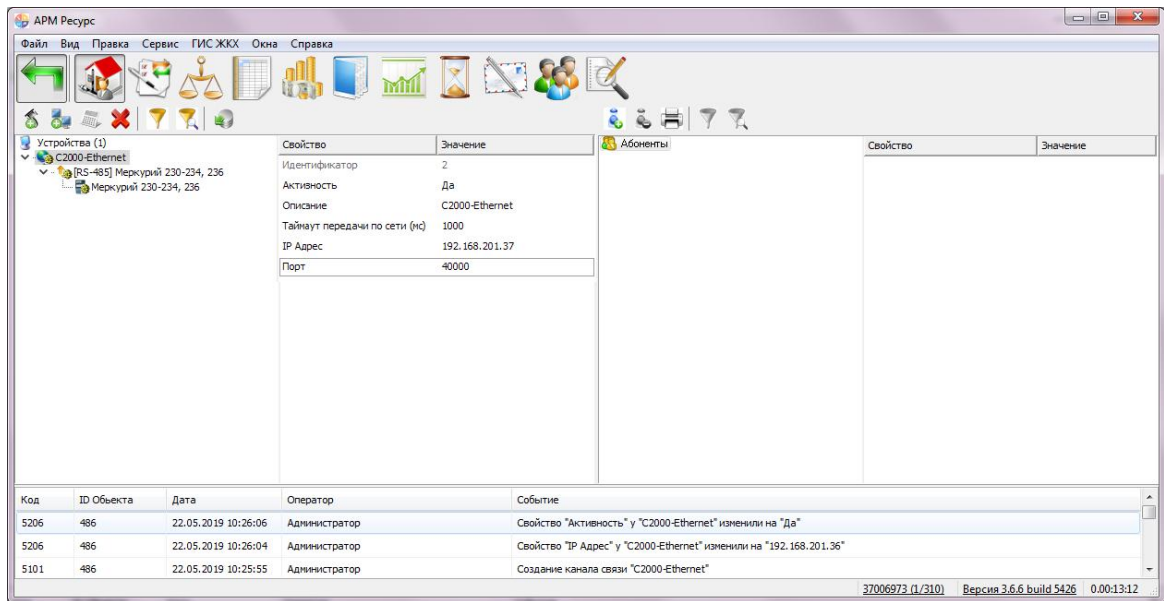 АРМ Ресурс
Файл Вид Правка Сервис ГИС ЖКХ Окна Справка
Устройства (1)
С2000-Ethernet
[RS-485] Меркурий 230-234, 236
Меркурий 230-234, 236
Свойство Значение
Идентификатор 2
Активность Да
Описание С2000-Ethernet
Таймаут передачи по сети (мс) 1000
IP Адрес 192.168.201.37
Порт 40000
Абоненты
Свойство Значение
Код ID Объекта Дата Оператор Событие
5206 486 22.05.2019 10:26:06 Администратор Свойство "Активность" у "С2000-Ethernet" изменили на "Да"
5206 486 22.05.2019 10:26:04 Администратор Свойство "IP Адрес" у "С2000-Ethernet" изменили на "192.168.201.36"
5101 486 22.05.2019 10:25:55 Администратор Создание канала связи "С2000-Ethernet"
37006973 (1/310) Версия 3.6.6 build 5426 0.00:13:12